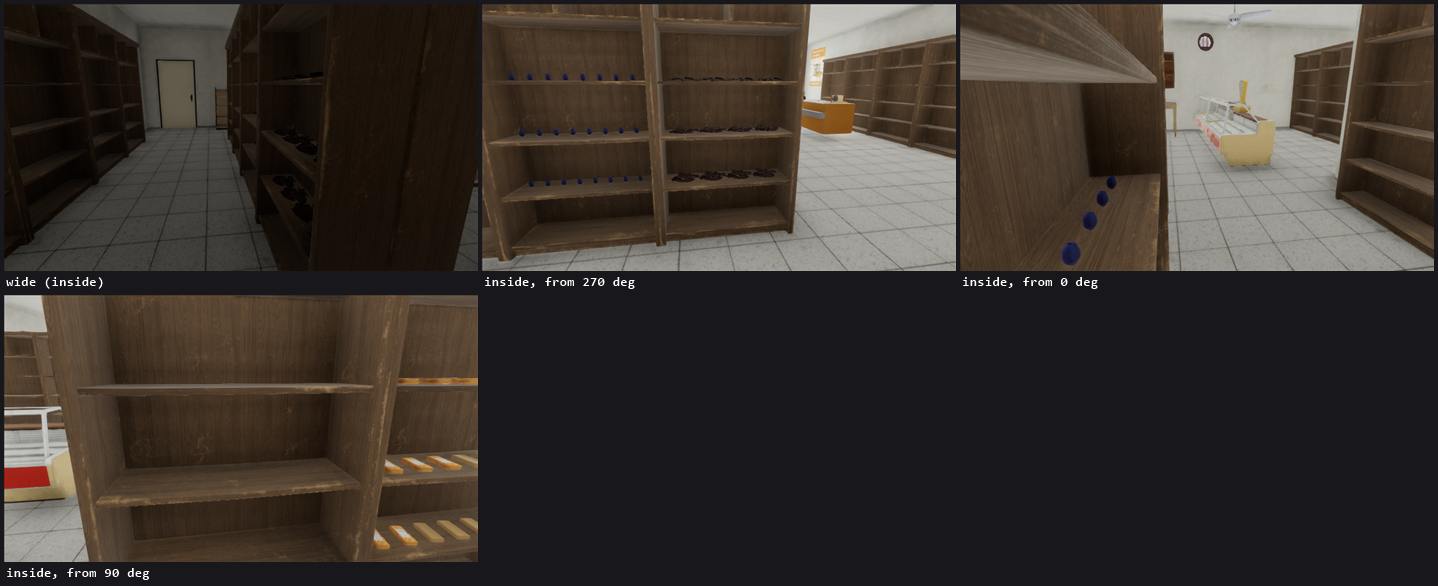 wide (inside)
inside, from 270 deg
inside, from 0 deg
inside, from 90 deg